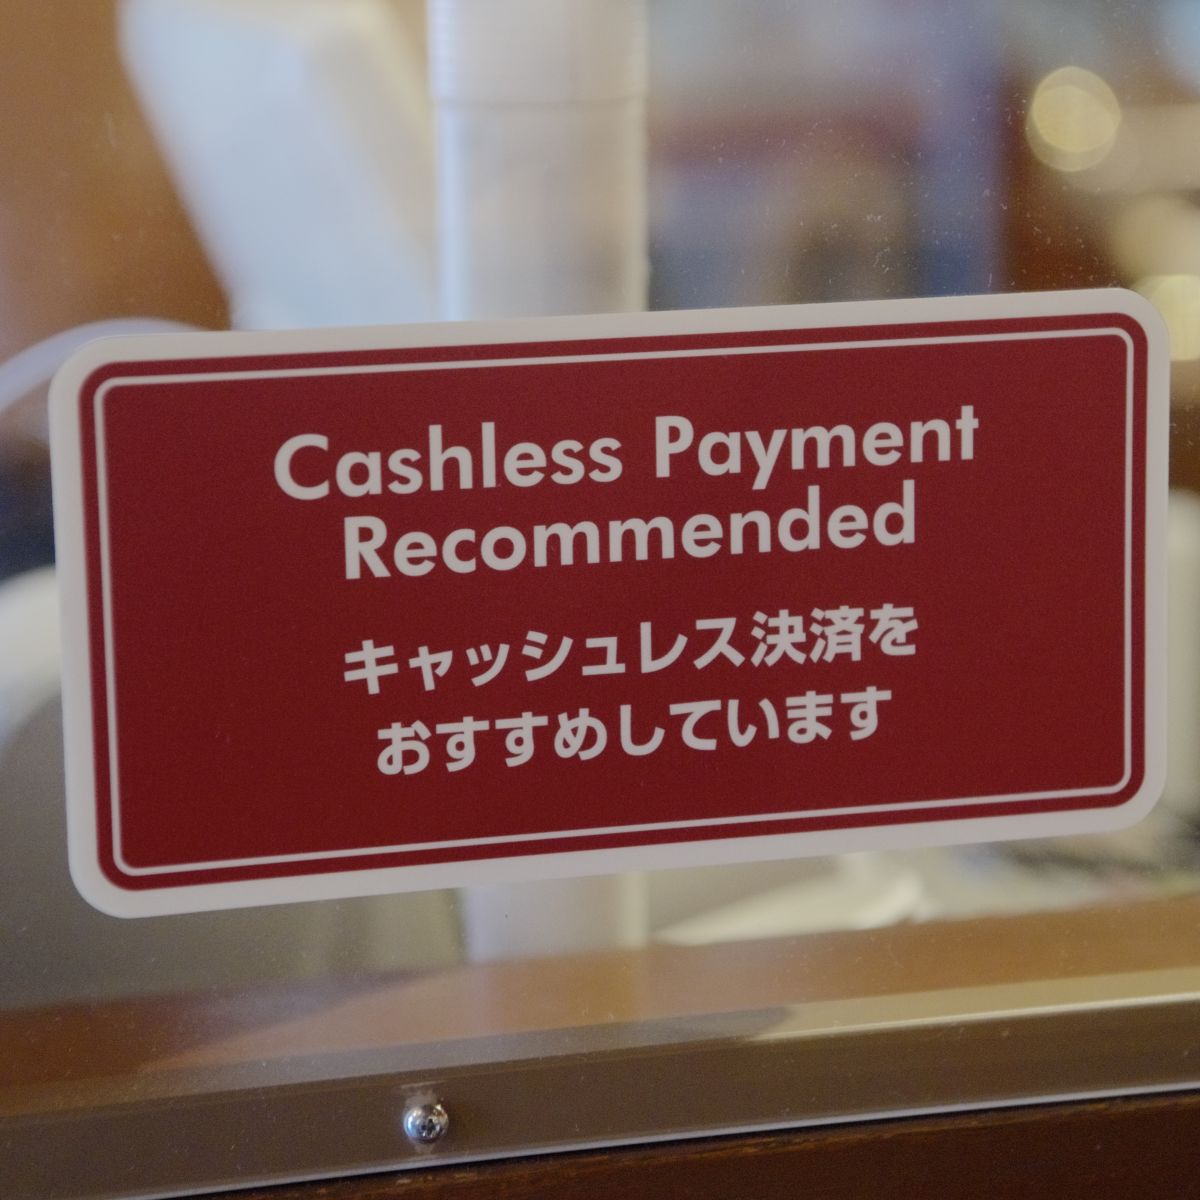 Cashless Payment
Recommended
キャッシュレス決済を
おすすめしています